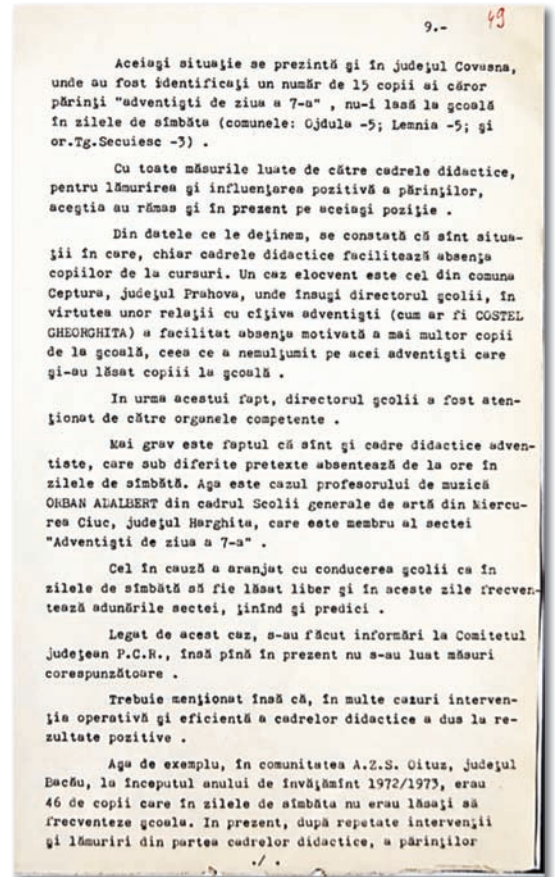 9.-
49
Aceiaşi situaţie se prezintă şi în judeţul Covasna,
unde au fost identificaţi un număr de 15 copii ai căror
părinţi "adventişti de ziua a 7-a" , nu-i lasă la şcoală
în zilele de sîmbăta (comunele: Ojdula -5; Lemnia -5; şi
or.Tg.Secuiesc -3) .
Cu toate măsurile luate de către cadrele didactice,
pentru lămurirea şi influenţarea pozitivă a părinţilor,
aceştia au rămas şi în prezent pe aceiaşi poziţie .
Din datele ce le deţinem, se constată că sînt situa-
ţii în care, chiar cadrele didactice facilitează absenţa
copiilor de la cursuri. Un caz elocvent este cel din comuna
Ceptura, judeţul Prahova, unde însuşi directorul şcolii, în
virtutea unor relaţii cu cîţiva adventişti (cum ar fi COSTEL
GHEORGHITA) a facilitat absenţa motivată a mai multor copii
de la şcoală, ceea ce a nemulţumit pe acei adventişti care
şi-au lăsat copiii la şcoală .
In urma acestui fapt, directorul şcolii a fost aten-
ţionat de către organele competente .
Mai grav este faptul că sînt şi cadre didactice adven-
tiste, care sub diferite pretexte absentează de la ore în
zilele de sîmbătă. Aşa este cazul profesorului de muzică
ORBAN ADALBERT din cadrul Scolii generale de artă din Miercu-
rea Ciuc, judeţul Harghita, care este membru al sectei
"Adventişti de ziua a 7-a" .
Cel în cauză a aranjat cu conducerea şcolii ca în
zilele de sîmbătă să fie lăsat liber şi în aceste zile frecven-
tează adunările sectei, ţinînd şi predici .
Legat de acest caz, s-au făcut informări la Comitetul
judeţean P.C.R., însă pînă în prezent nu s-au luat măsuri
corespunzătoare .
Trebuie menţionat însă că, în multe cazuri interven-
ţia operativă şi eficientă a cadrelor didactice a dus la re-
zultate pozitive .
Aşa de exemplu, în comunitatea A.Z.S. Oituz, judeţul
Bacău, la începutul anului de învăţămînt 1972/1973, erau
46 de copii care în zilele de sîmbăta nu erau lăsaţi să
frecventeze şcoala. In prezent, după repetate intervenţii
şi lămuriri din partea cadrelor didactice, a părinţilor
./.